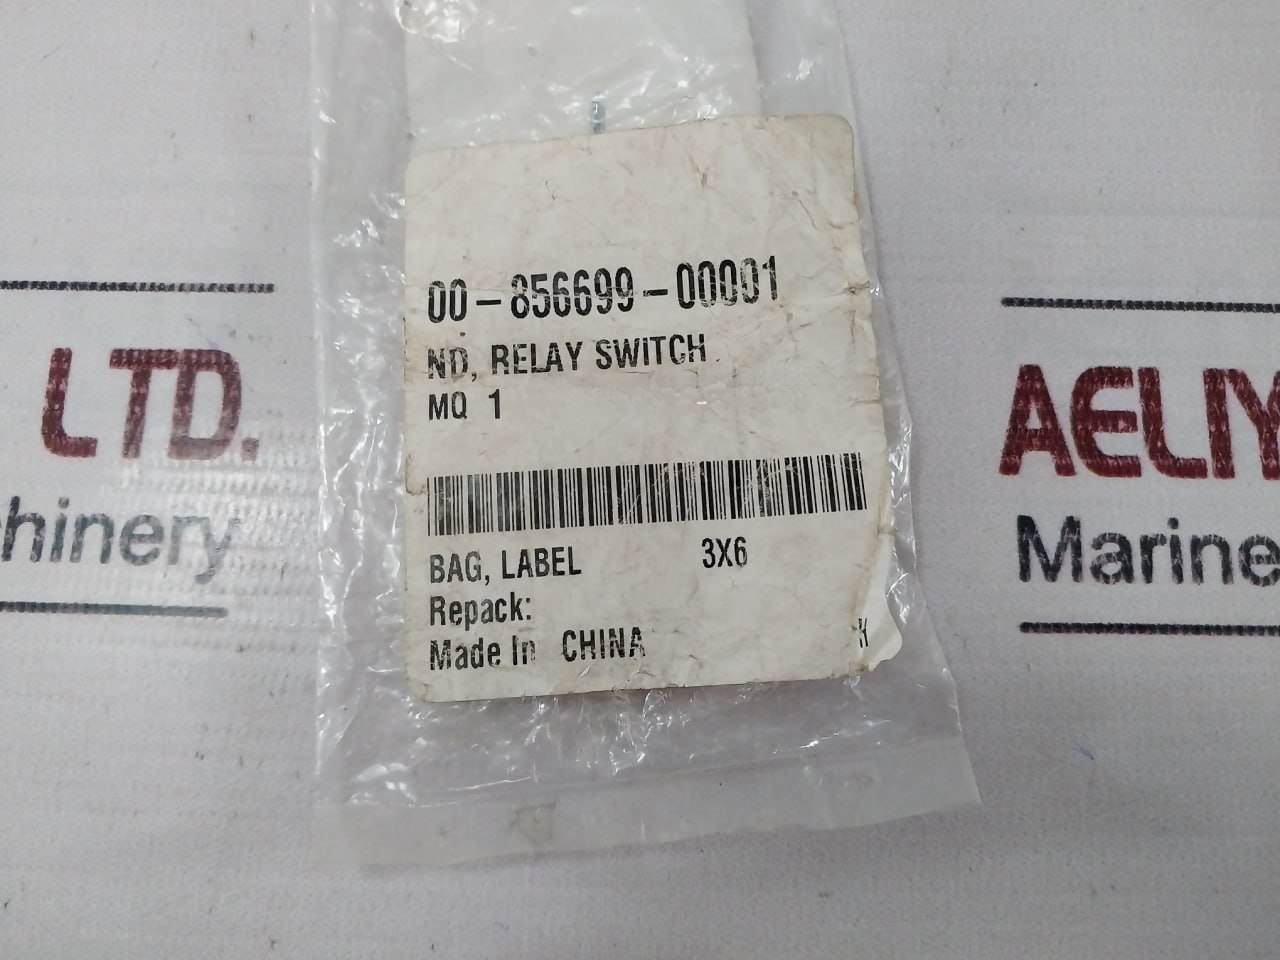 00-856699-00001
ND, RELAY SWITCH
MQ 1
BAG, LABEL 3X6
Repack:
Made In CHINA
LTD.
hinery
AELIY
Marine